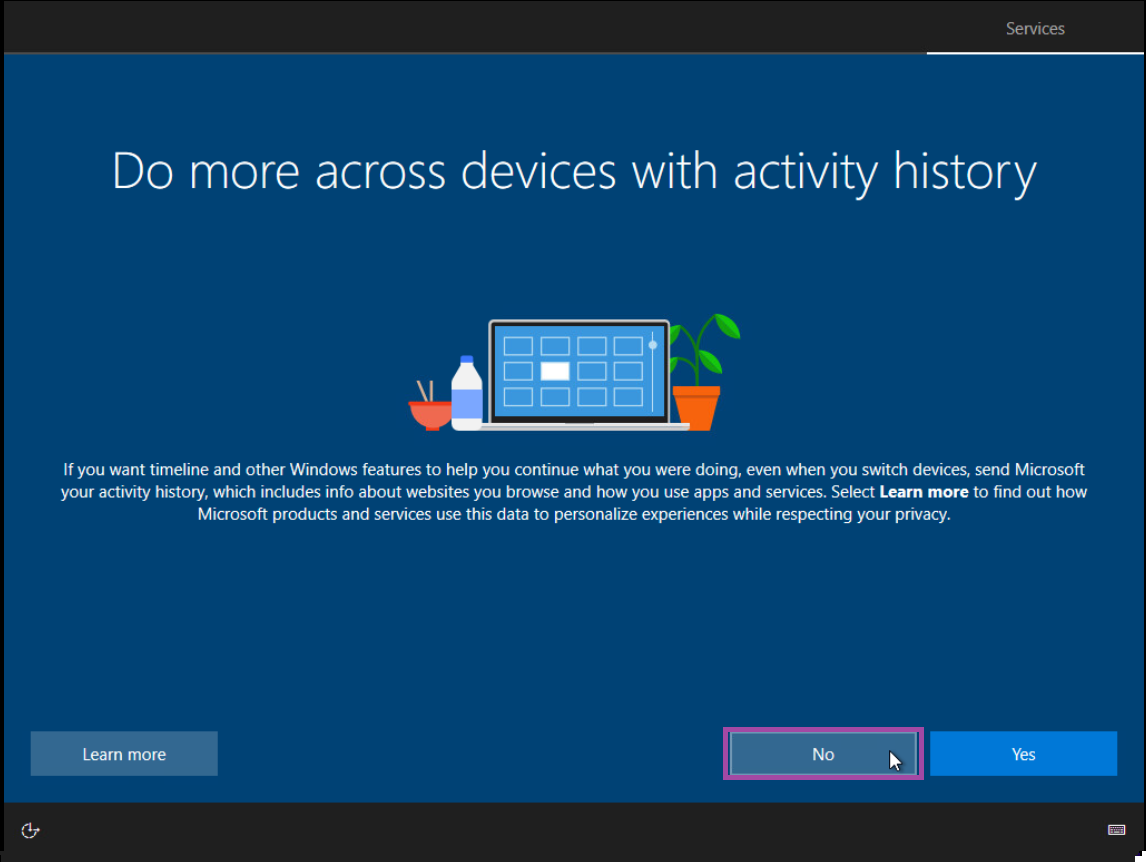 Services
Do more across devices with activity history
If you want timeline and other Windows features to help you continue what you were doing, even when you switch devices, send Microsoft
your activity history, which includes info about websites you browse and how you use apps and services. Select Learn more to find out how
Microsoft products and services use this data to personalize experiences while respecting your privacy.
Learn more
No
Yes